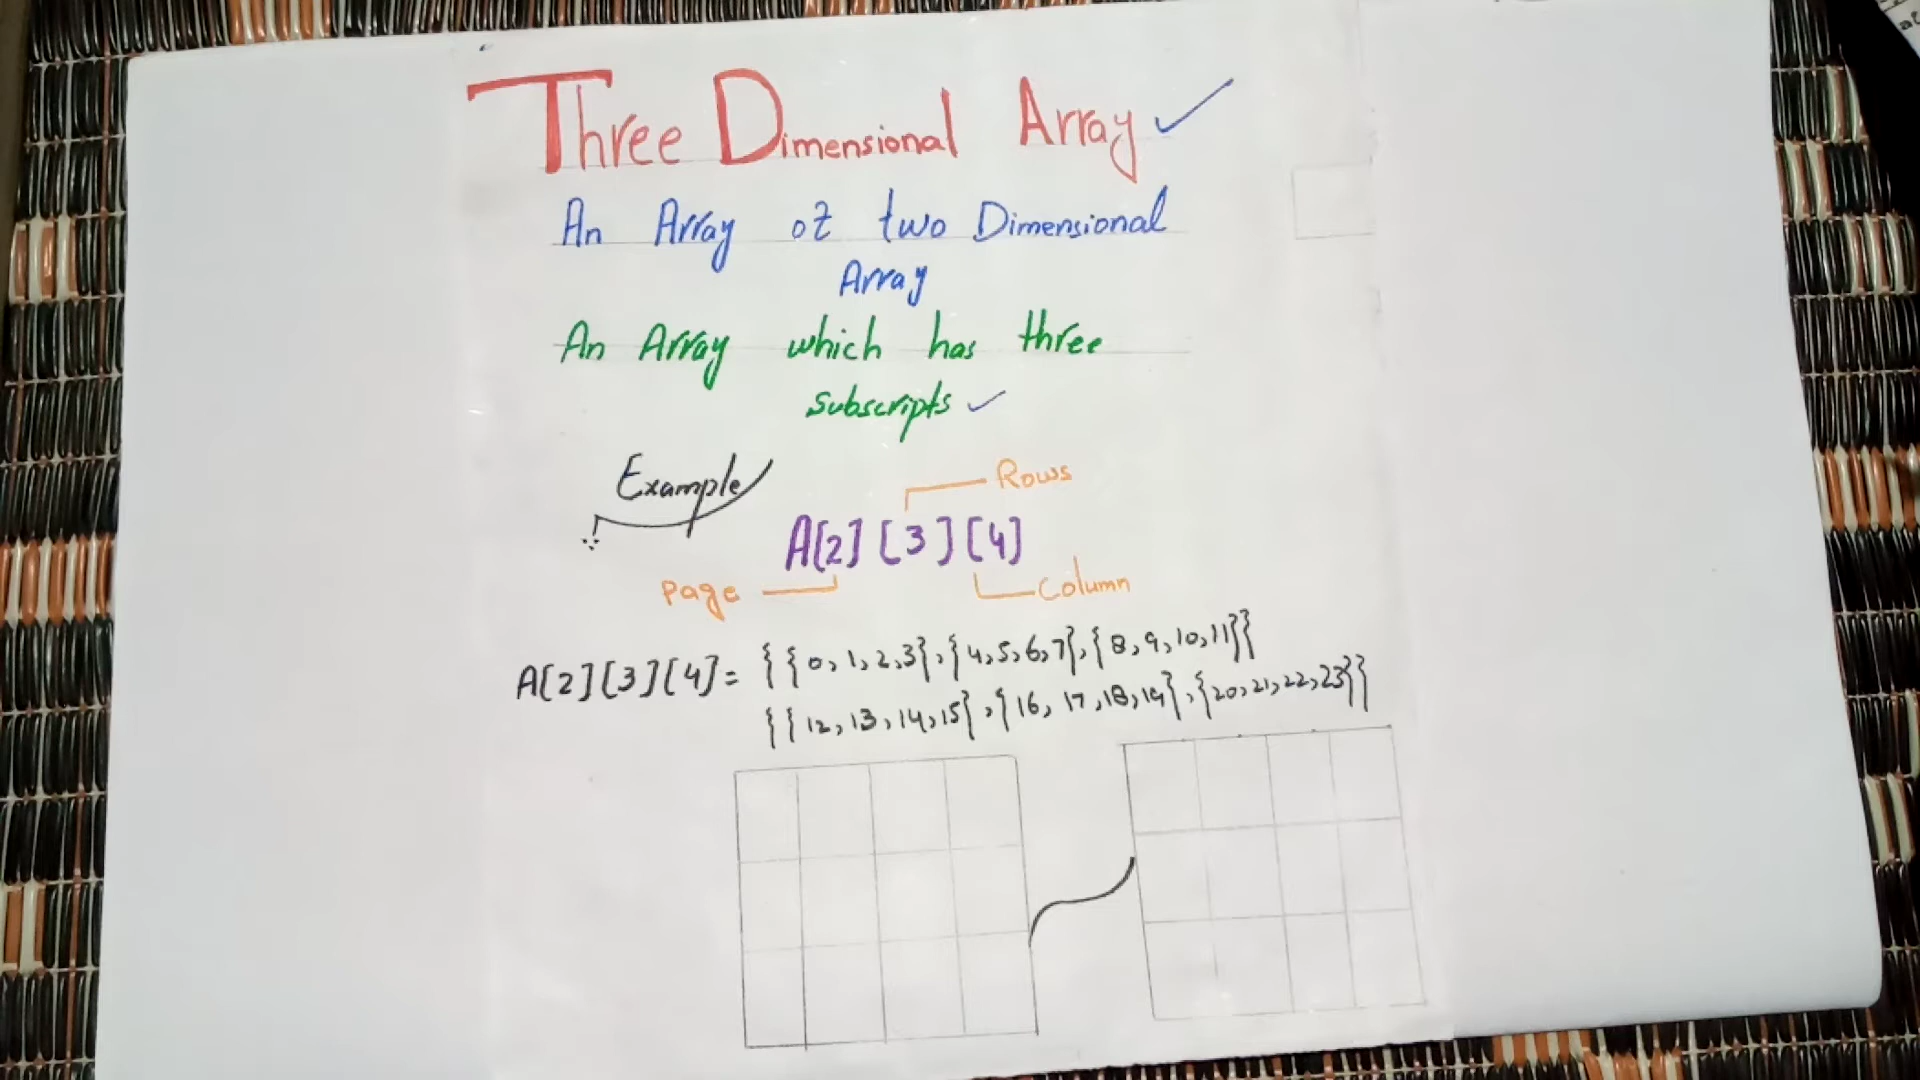 Three Dimensional Array
An Array of two Dimensional
Array
An Array which has three
subscripts
Example
Rows
A[2][3][4]
Page
Column
A[2][3][4]= {{0,1,2,3},{4,5,6,7},{8,9,10,11}}
{{12,13,14,15},{16,17,18,19},{20,21,22,23}}